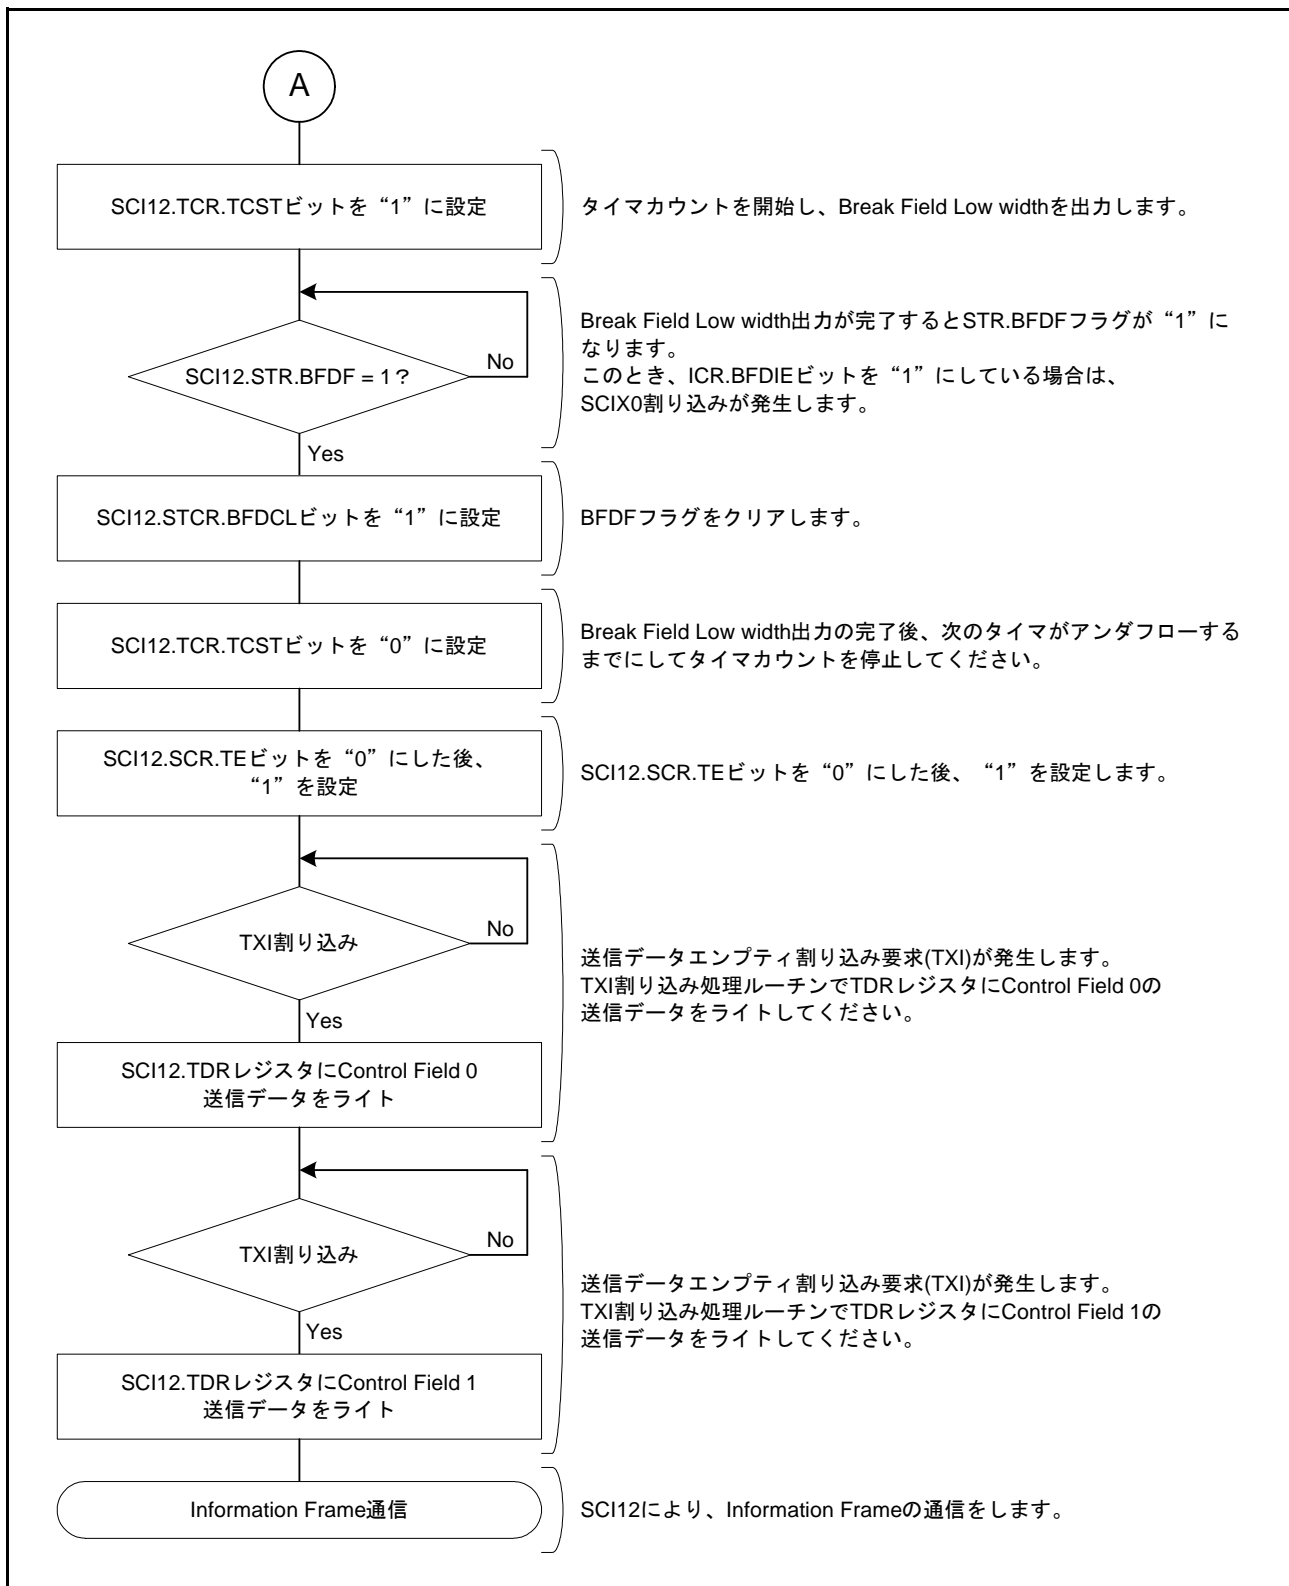 A
SCI12.TCR.TCSTビットを“1”に設定
タイマカウントを開始し、Break Field Low widthを出力します。
SCI12.STR.BFDF = 1？
No
Yes
Break Field Low width出力が完了するとSTR.BFDFフラグが“1”に
なります。
このとき、ICR.BFDIEビットを“1”にしている場合は、
SCIX0割り込みが発生します。
SCI12.STCR.BFDCLビットを“1”に設定
BFDFフラグをクリアします。
SCI12.TCR.TCSTビットを“0”に設定
Break Field Low width出力の完了後、次のタイマがアンダフローする
までにしてタイマカウントを停止してください。
SCI12.SCR.TEビットを“0”にした後、
“1”を設定
SCI12.SCR.TEビットを“0”にした後、“1”を設定します。
TXI割り込み
No
Yes
送信データエンプティ割り込み要求(TXI)が発生します。
TXI割り込み処理ルーチンでTDRレジスタにControl Field 0の
送信データをライトしてください。
SCI12.TDRレジスタにControl Field 0
送信データをライト
TXI割り込み
No
Yes
送信データエンプティ割り込み要求(TXI)が発生します。
TXI割り込み処理ルーチンでTDRレジスタにControl Field 1の
送信データをライトしてください。
SCI12.TDRレジスタにControl Field 1
送信データをライト
Information Frame通信
SCI12により、Information Frameの通信をします。